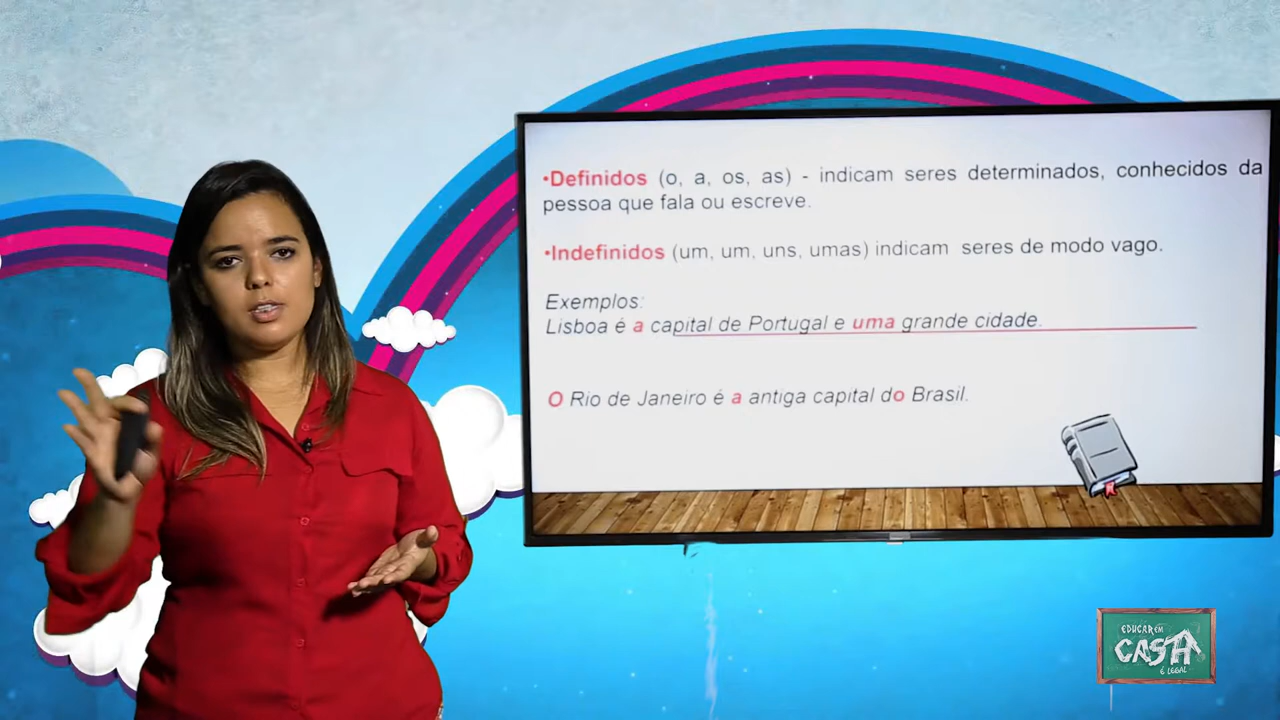 •Definidos (o, a, os, as) - indicam seres determinados, conhecidos da
pessoa que fala ou escreve.
•Indefinidos (um, um, uns, umas) indicam seres de modo vago.
Exemplos:
Lisboa é a capital de Portugal e uma grande cidade.
O Rio de Janeiro é a antiga capital do Brasil.
EDUCAR EM
CASA
É LEGAL